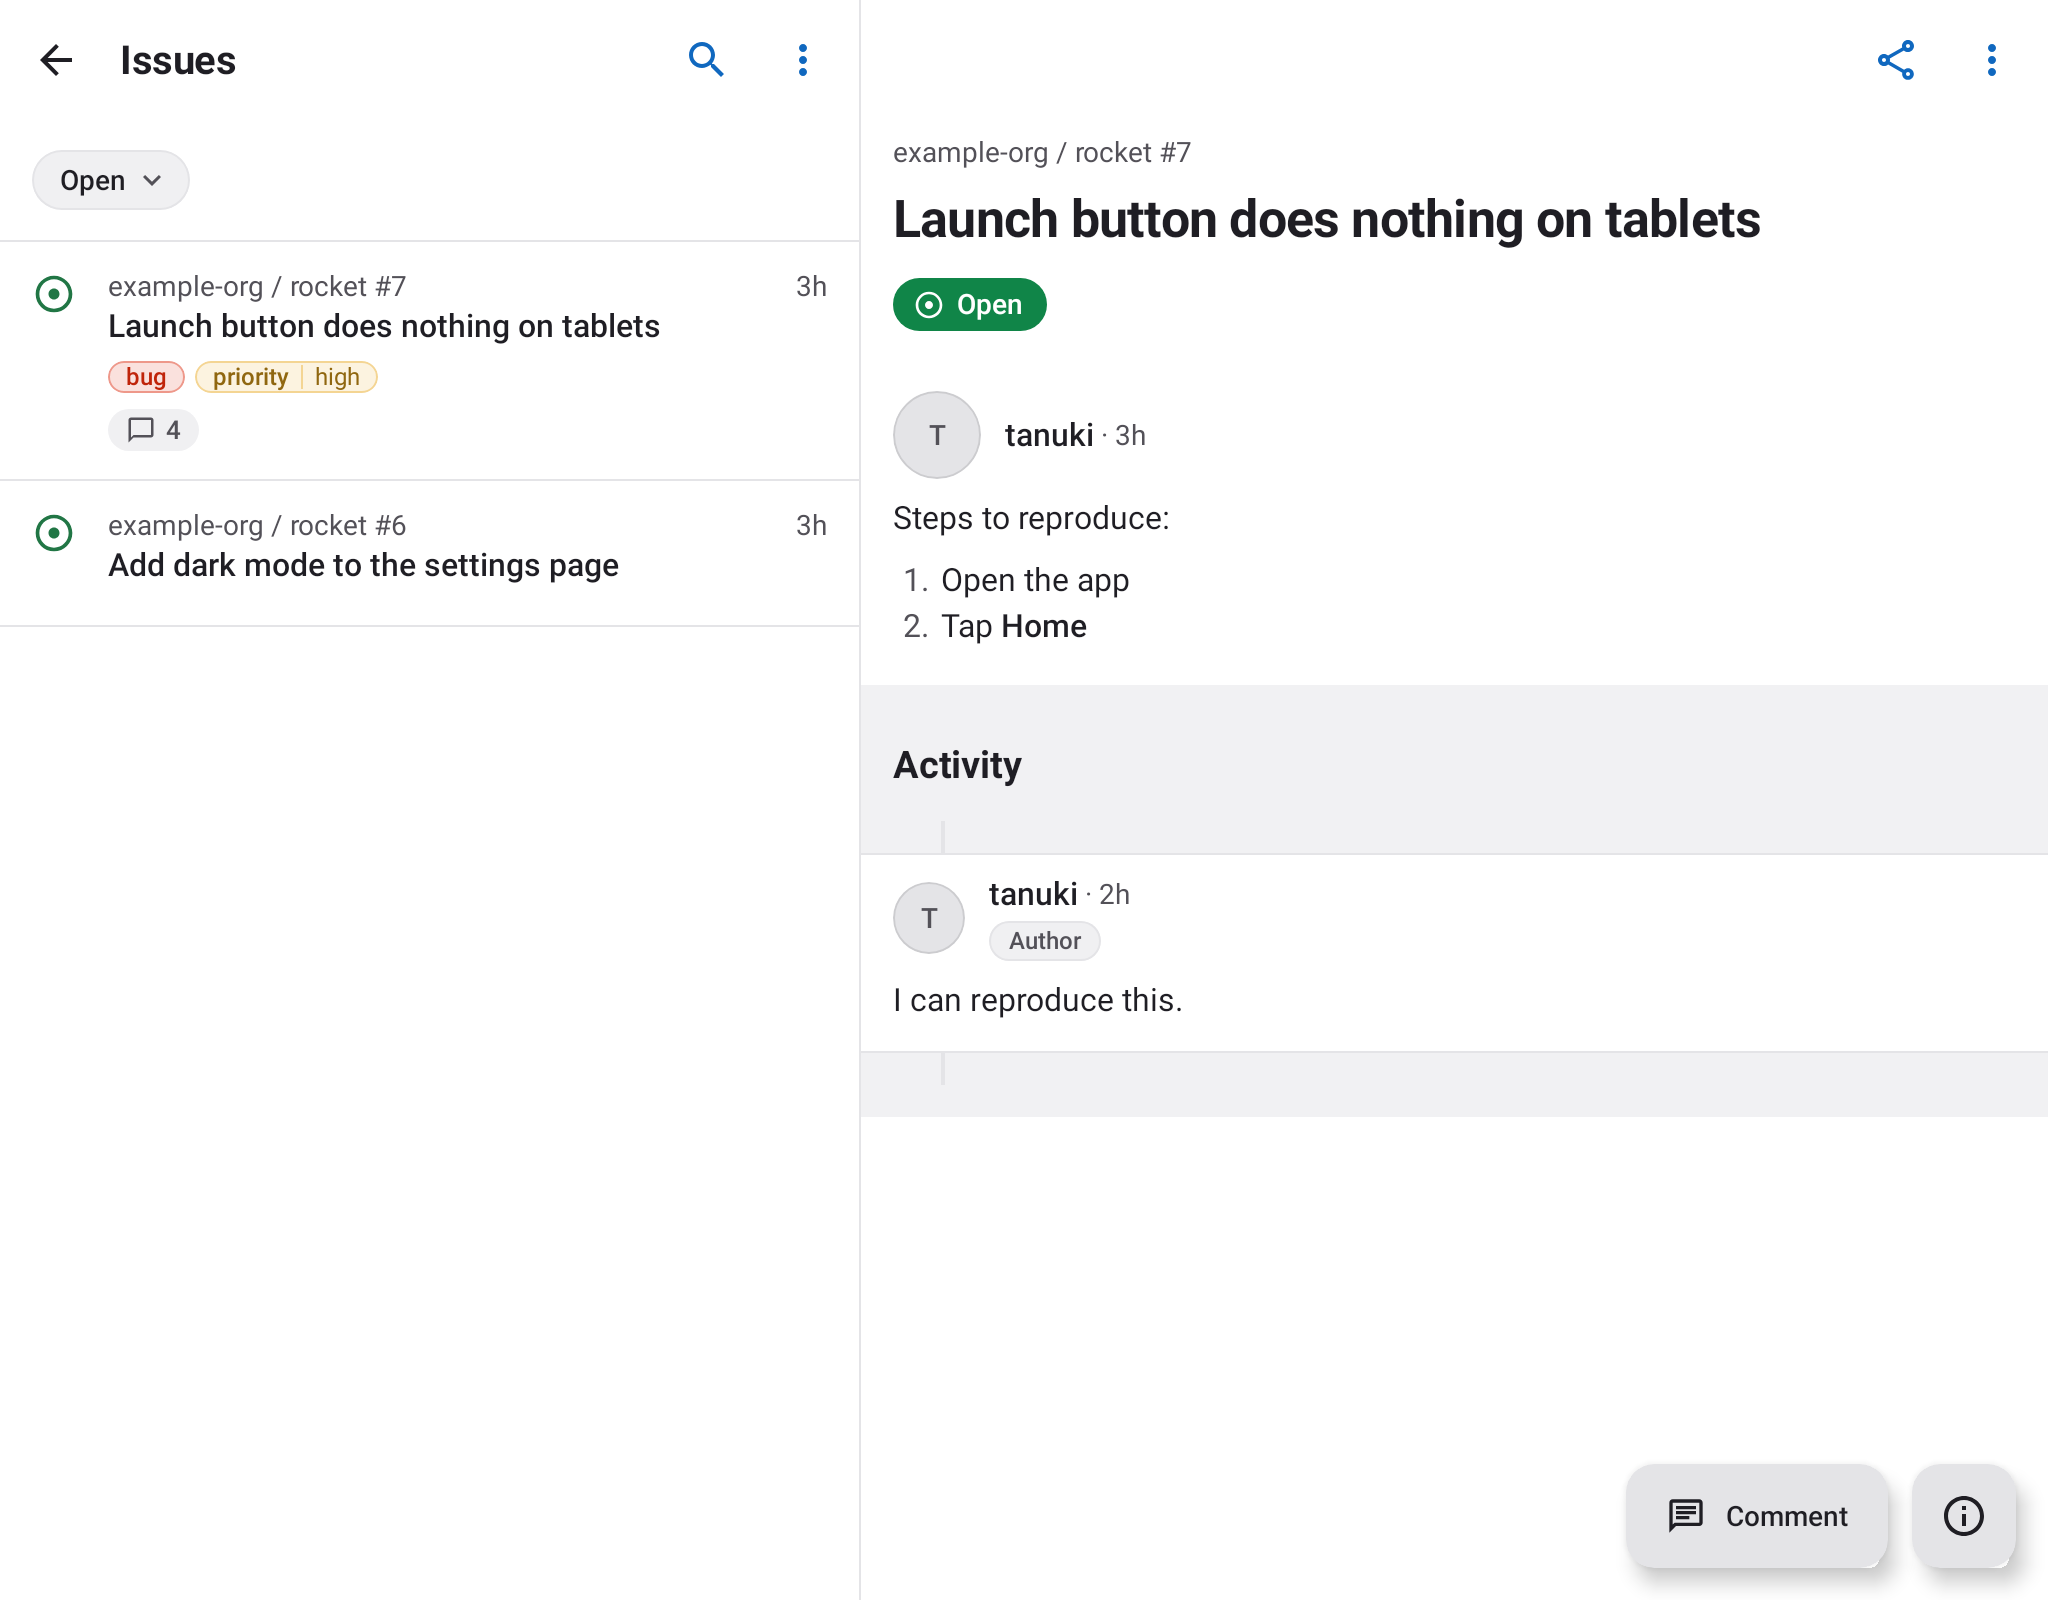 Issues
Open
example-org / rocket #7
3h
Launch button does nothing on tablets
bug
priority high
4
example-org / rocket #6
3h
Add dark mode to the settings page
example-org / rocket #7
Launch button does nothing on tablets
Open
T
tanuki · 3h
Steps to reproduce:
1. Open the app
2. Tap Home
Activity
T
tanuki · 2h
Author
I can reproduce this.
Comment